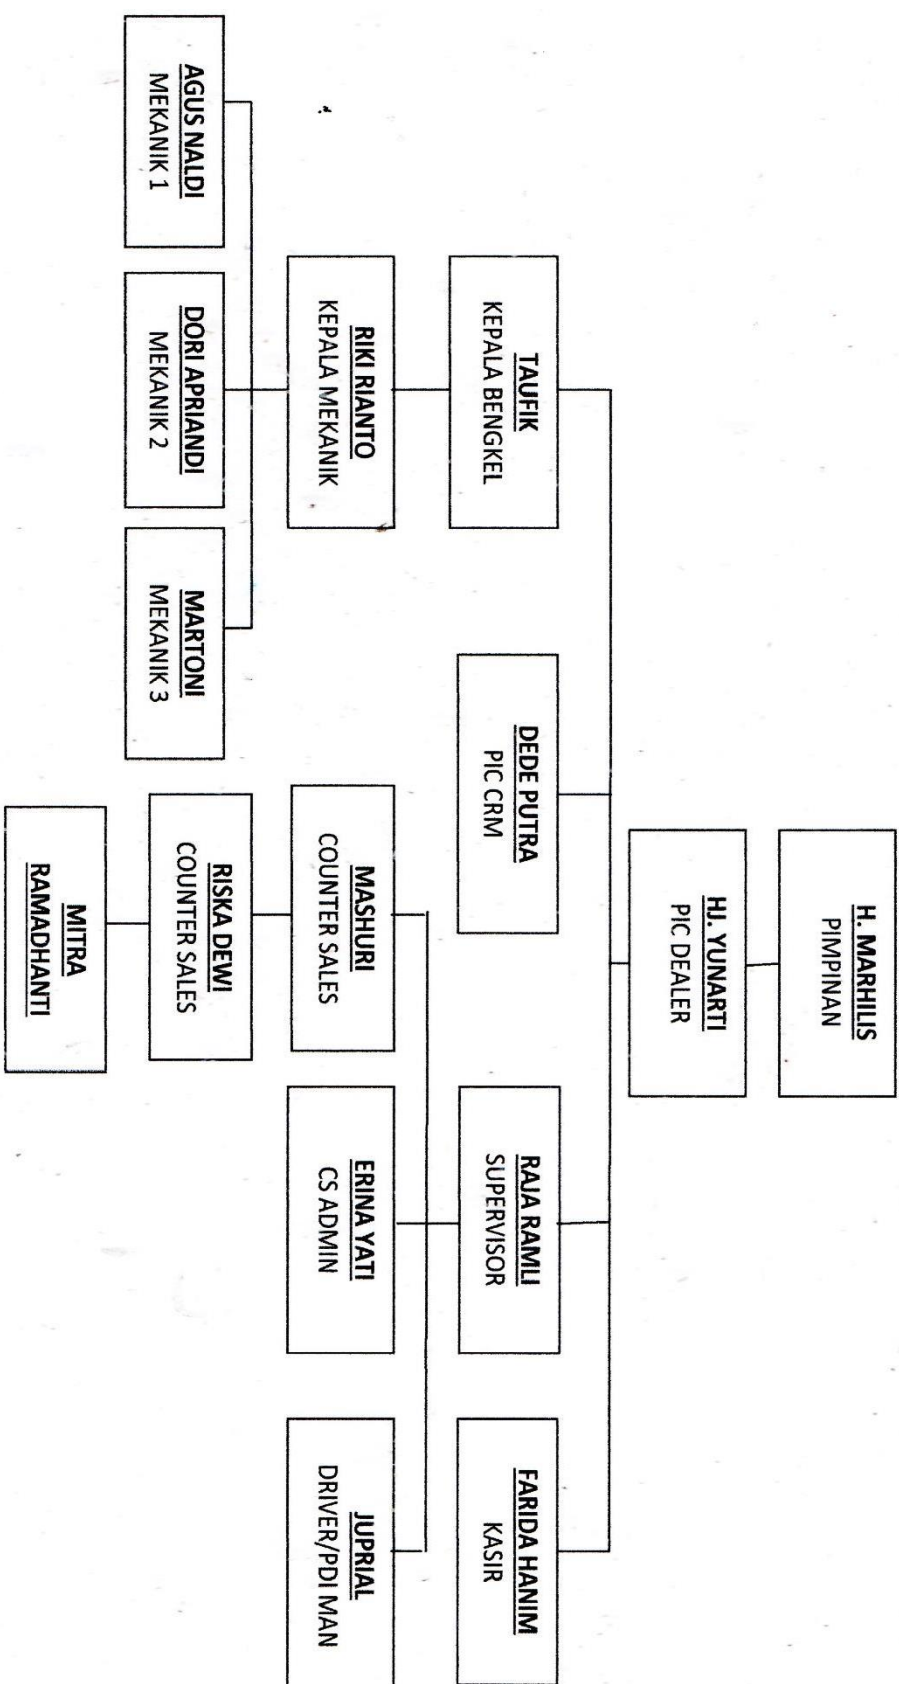 H. MARHILIS
PIMPINAN
HJ. YUNARTI
PIC DEALER
TAUFIK
KEPALA BENGKEL
DEDE PUTRA
PIC CRM
RAJA RAMLI
SUPERVISOR
FARIDA HANIM
KASIR
RIKI RIANTO
KEPALA MEKANIK
MASHURI
COUNTER SALES
ERINA YATI
CS ADMIN
JUPRIAL
DRIVER/PDI MAN
AGUS NALDI
MEKANIK 1
DORI APRIANDI
MEKANIK 2
MARTONI
MEKANIK 3
RISKA DEWI
COUNTER SALES
MITRA
RAMADHANTI